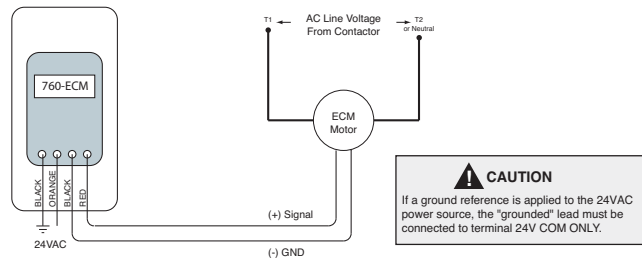 T1
AC Line Voltage
From Contactor
T2
or Neutral
760-ECM
ECM
Motor
BLACK
ORANGE
BLACK
RED
24VAC
(+) Signal
(-) GND
! CAUTION
If a ground reference is applied to the 24VAC
power source, the "grounded" lead must be
connected to terminal 24V COM ONLY.